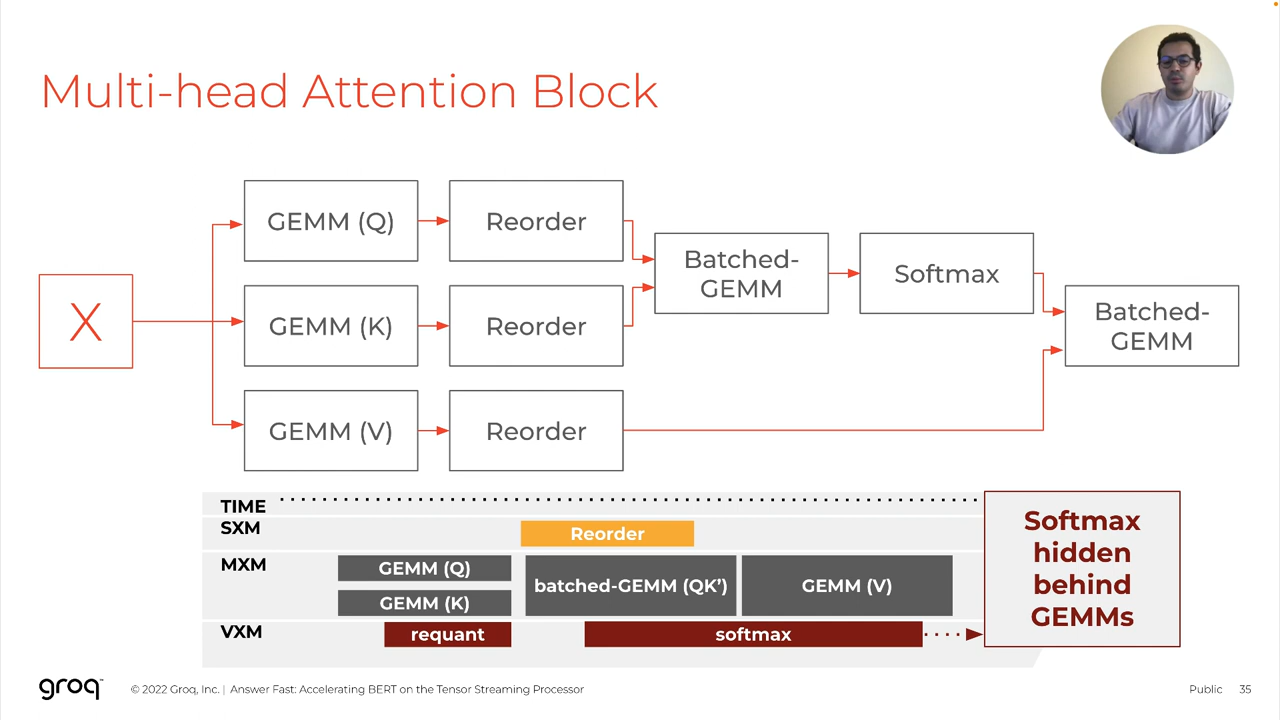 Multi-head Attention Block
X
GEMM (Q)
Reorder
GEMM (K)
Reorder
GEMM (V)
Reorder
Batched-
GEMM
Softmax
Batched-
GEMM
TIME
SXM
Reorder
MXM
GEMM (Q)
GEMM (K)
batched-GEMM (QK’)
GEMM (V)
VXM
requant
softmax
Softmax
hidden
behind
GEMMs
groq™
© 2022 Groq, Inc. | Answer Fast: Accelerating BERT on the Tensor Streaming Processor
Public 35